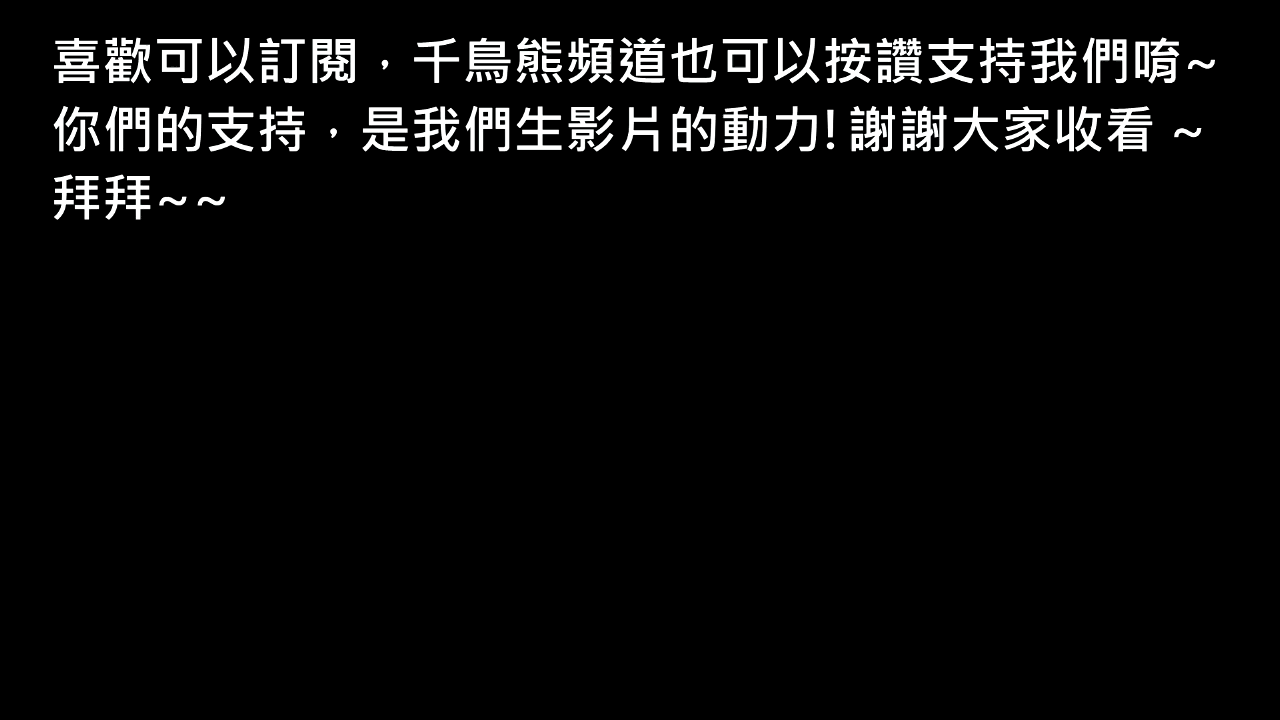 喜歡可以訂閱，千鳥熊頻道也可以按讚支持我們唷~
你們的支持，是我們生影片的動力! 謝謝大家收看 ~
拜拜~~